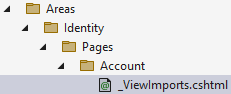 Areas
Identity
Pages
Account
_ViewImports.cshtml